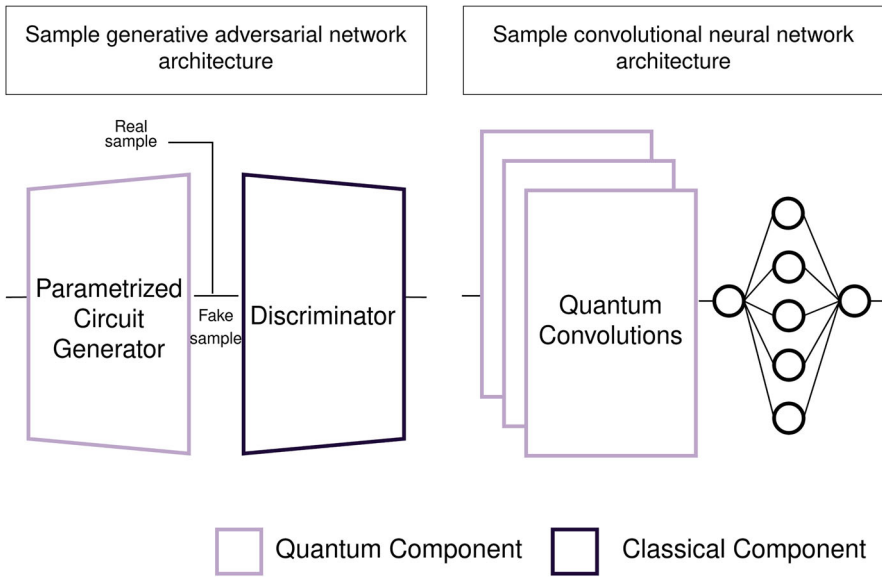 Sample generative adversarial network
architecture
Sample convolutional neural network
architecture
Real
sample
Parametrized
Circuit
Generator
Fake
sample
Discriminator
Quantum
Convolutions
Quantum Component
Classical Component